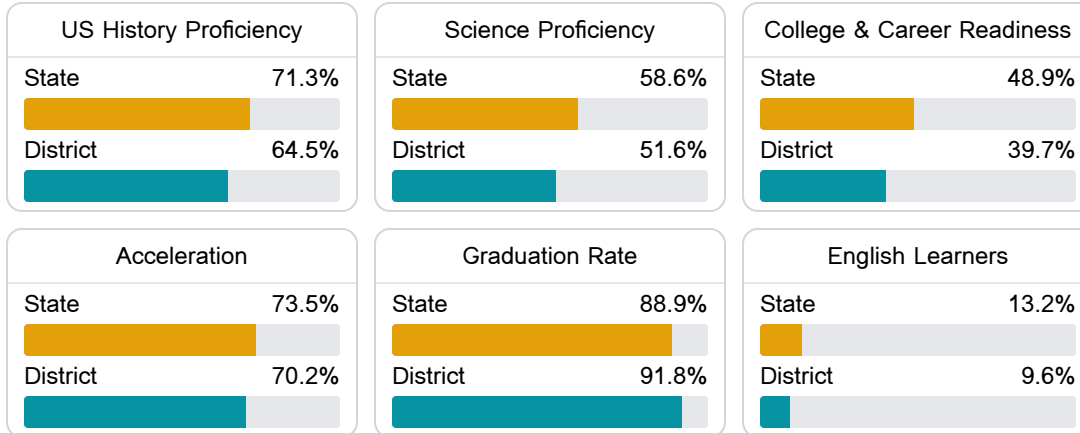 US History Proficiency
State 71.3%
District 64.5%
Science Proficiency
State 58.6%
District 51.6%
College & Career Readiness
State 48.9%
District 39.7%
Acceleration
State 73.5%
District 70.2%
Graduation Rate
State 88.9%
District 91.8%
English Learners
State 13.2%
District 9.6%